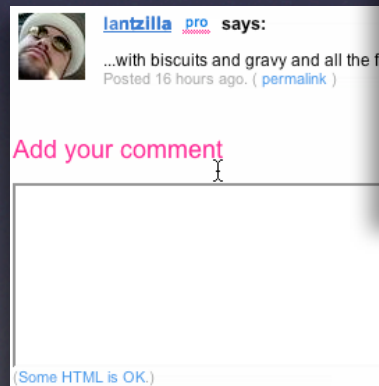 lantzilla pro says:
...with biscuits and gravy and all the
Posted 16 hours ago. ( permalink )
Add your comment
(Some HTML is OK.)